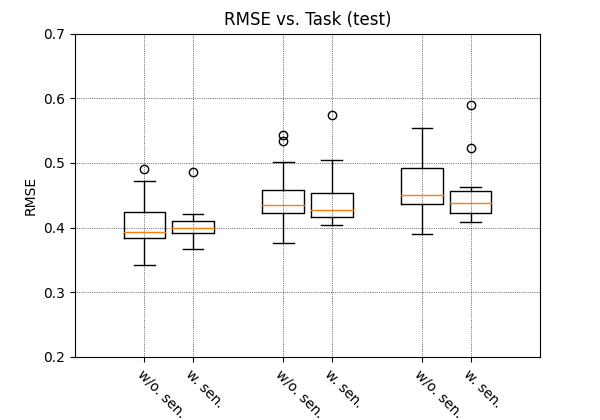 RMSE vs. Task (test)
0.7
0.6
0.5
0.4
0.3
0.2
RMSE
w/o. sen.
w. sen.
w/o. sen.
w. sen.
w/o. sen.
w. sen.